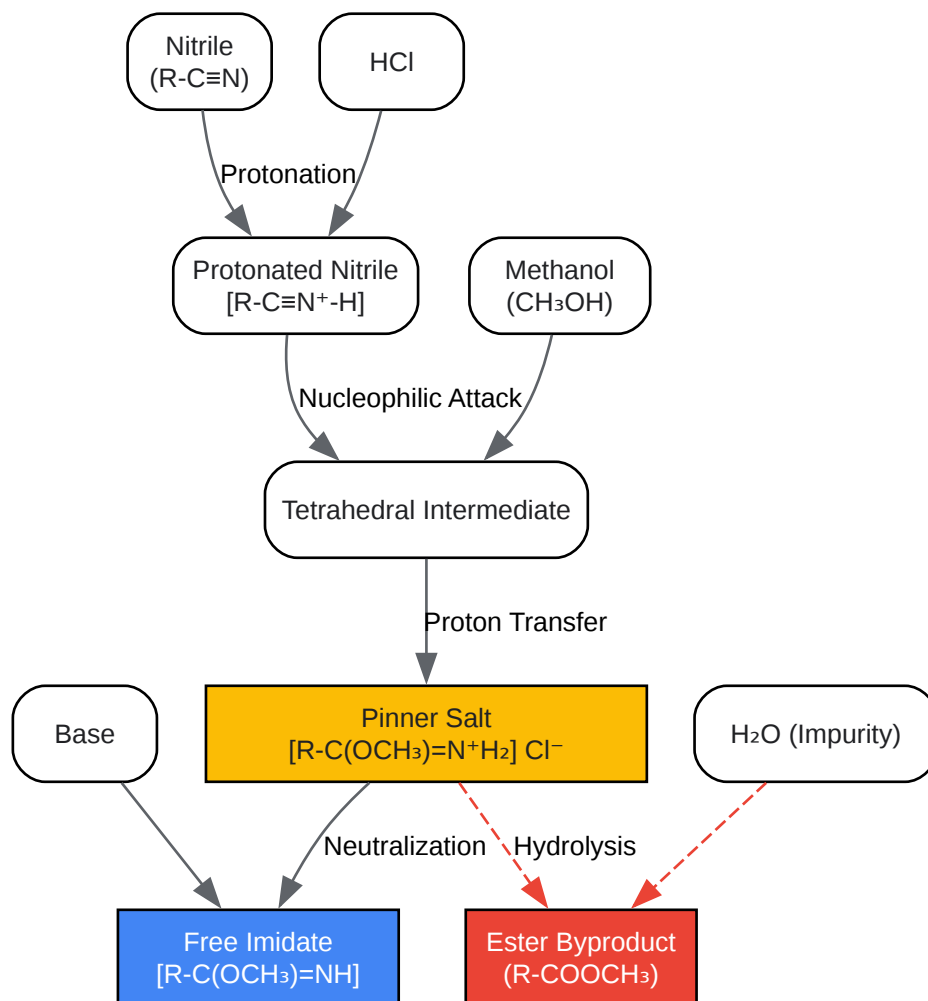 Nitrile
(R-C≡N)
HCl
Protonation
Protonated Nitrile
[R-C≡N⁺-H]
Methanol
(CH₃OH)
Nucleophilic Attack
Tetrahedral Intermediate
Proton Transfer
Base
Pinner Salt
[R-C(OCH₃)=N⁺H₂] Cl⁻
H₂O (Impurity)
Neutralization
Hydrolysis
Free Imidate
[R-C(OCH₃)=NH]
Ester Byproduct
(R-COOCH₃)